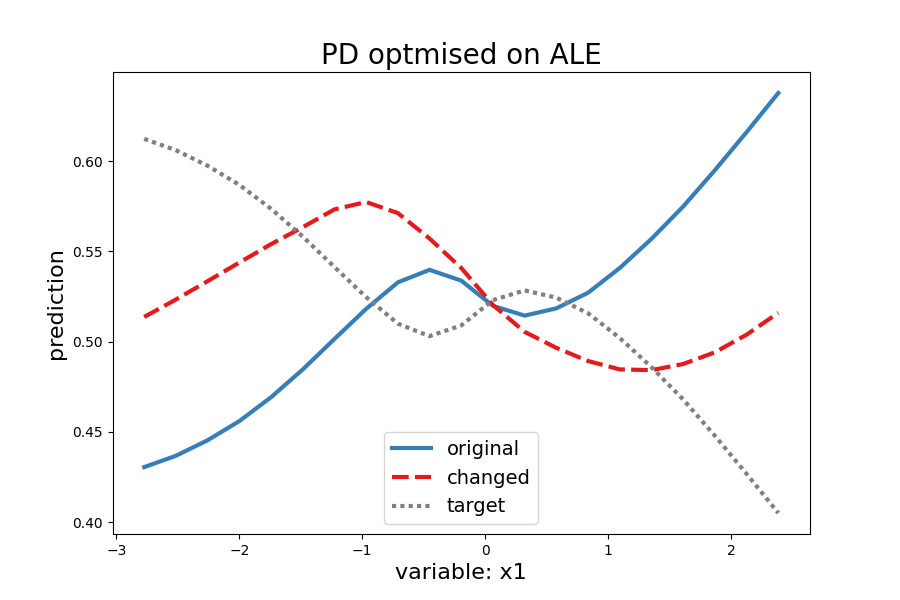 PD optmised on ALE
prediction
0.60
0.55
0.50
0.45
0.40
original
changed
target
−3 −2 −1 0 1 2
variable: x1